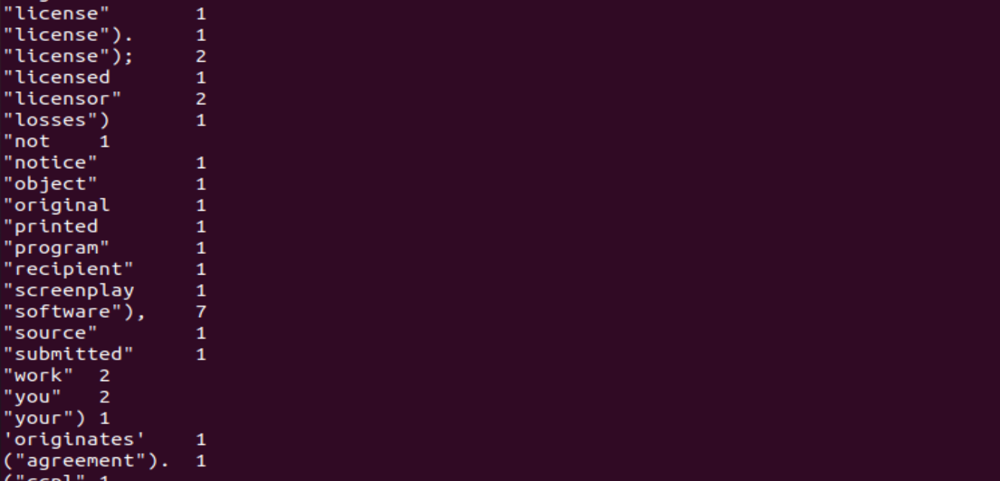 "license" 1
"license"). 1
"license"); 2
"licensed 1
"licensor" 2
"losses") 1
"not 1
"notice" 1
"object" 1
"original 1
"printed 1
"program" 1
"recipient" 1
"screenplay 1
"software"), 7
"source" 1
"submitted" 1
"work" 2
"you" 2
"your") 1
'originates' 1
("agreement"). 1